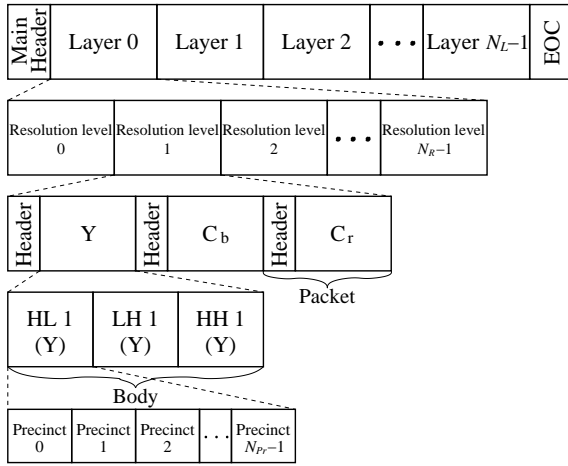 Main Header Layer 0 Layer 1 Layer 2 • • • Layer N_L−1 EOC
Resolution level 0 Resolution level 1 Resolution level 2 • • • Resolution level N_R−1
Header Y Header C_b Header C_r
Packet
HL 1 (Y) LH 1 (Y) HH 1 (Y)
Body
Precinct 0 Precinct 1 Precinct 2 • • • Precinct N_Pr−1